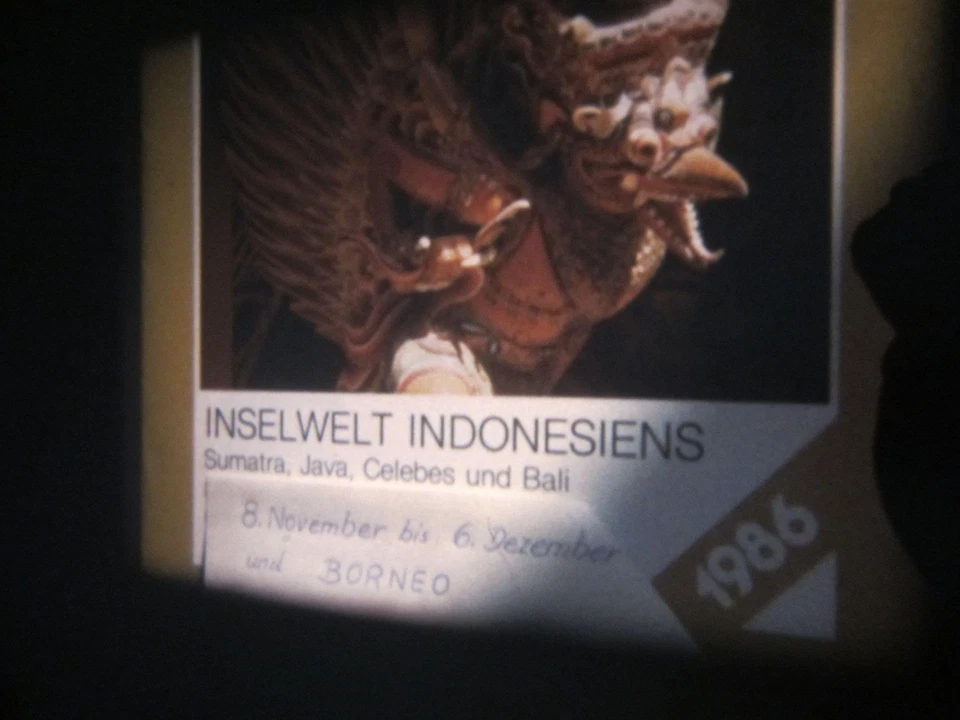 INSELWELT INDONESIENS
Sumatra, Java, Celebes und Bali
8. November bis 6. Dezember
und BORNEO
1986